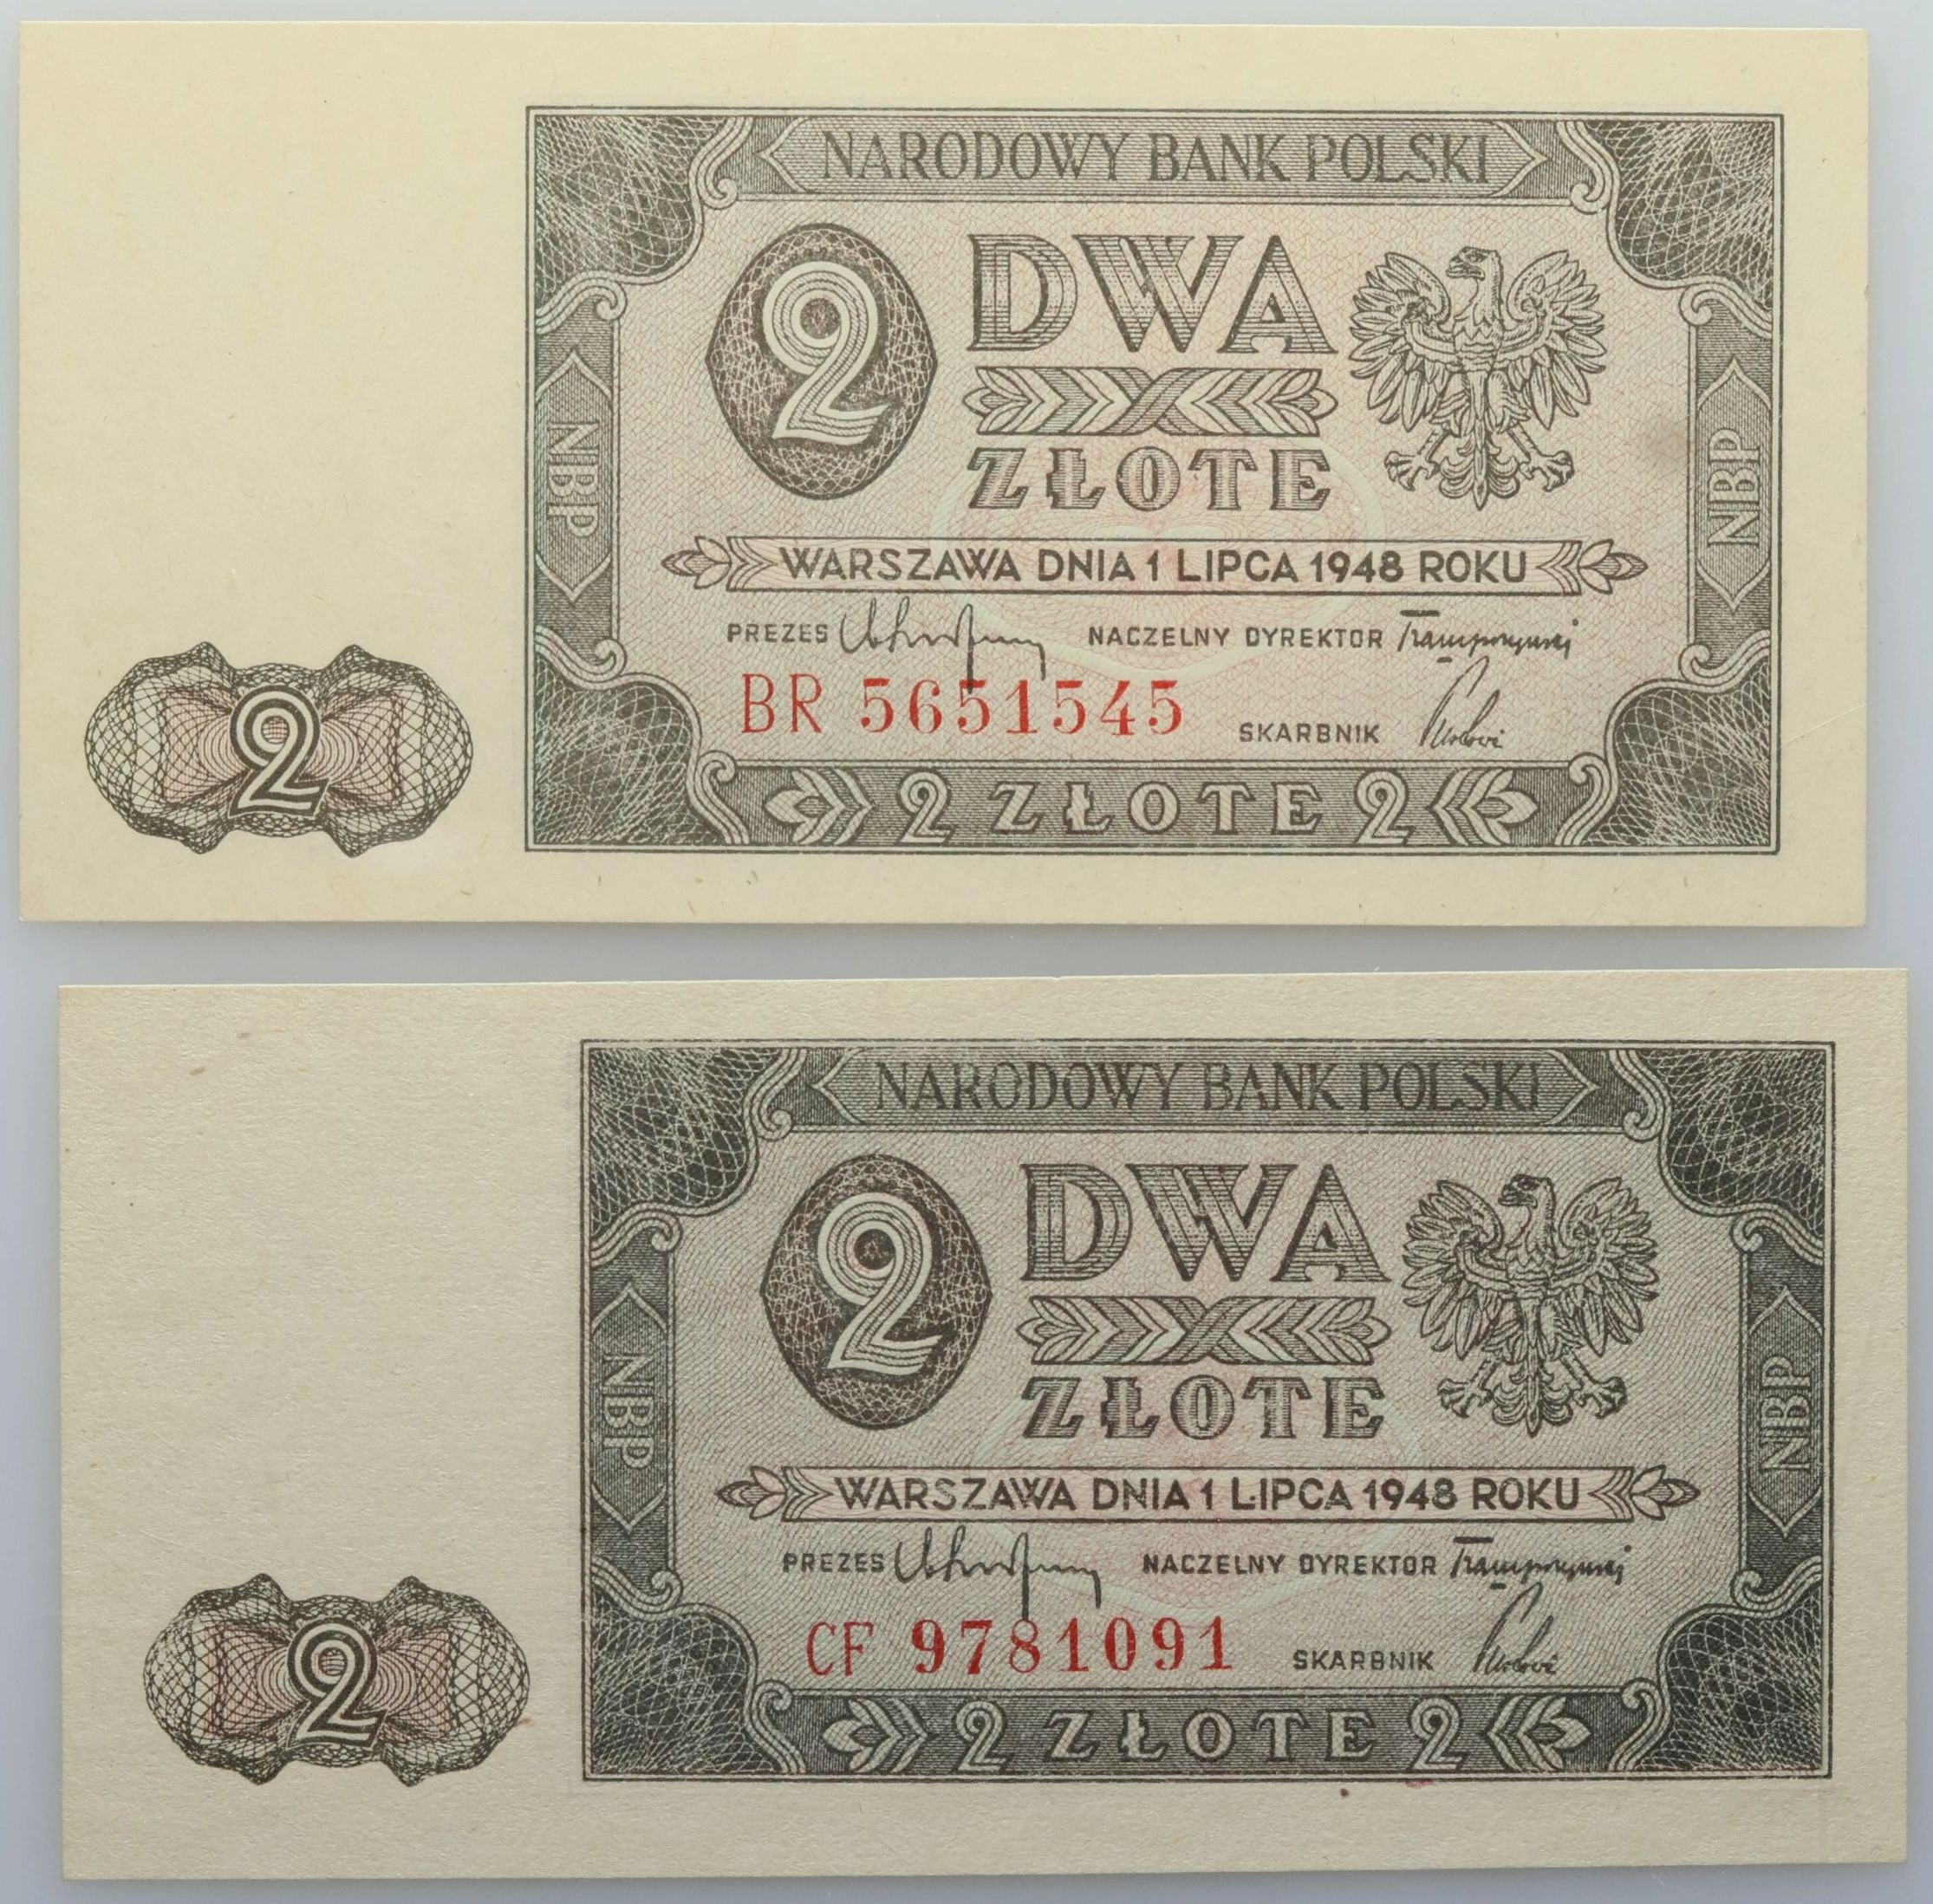 NARODOWY BANK POLSKI
2 DWA
ZŁOTE
NBP
NBP
WARSZAWA DNIA 1 LIPCA 1948 ROKU
PREZES NACZELNY DYREKTOR
BR 5651545 SKARBNIK
2
2 ZŁOTE 2
NARODOWY BANK POLSKI
2 DWA
ZŁOTE
NBP
NBP
WARSZAWA DNIA 1 LIPCA 1948 ROKU
PREZES NACZELNY DYREKTOR
CF 9781091 SKARBNIK
2
2 ZŁOTE 2